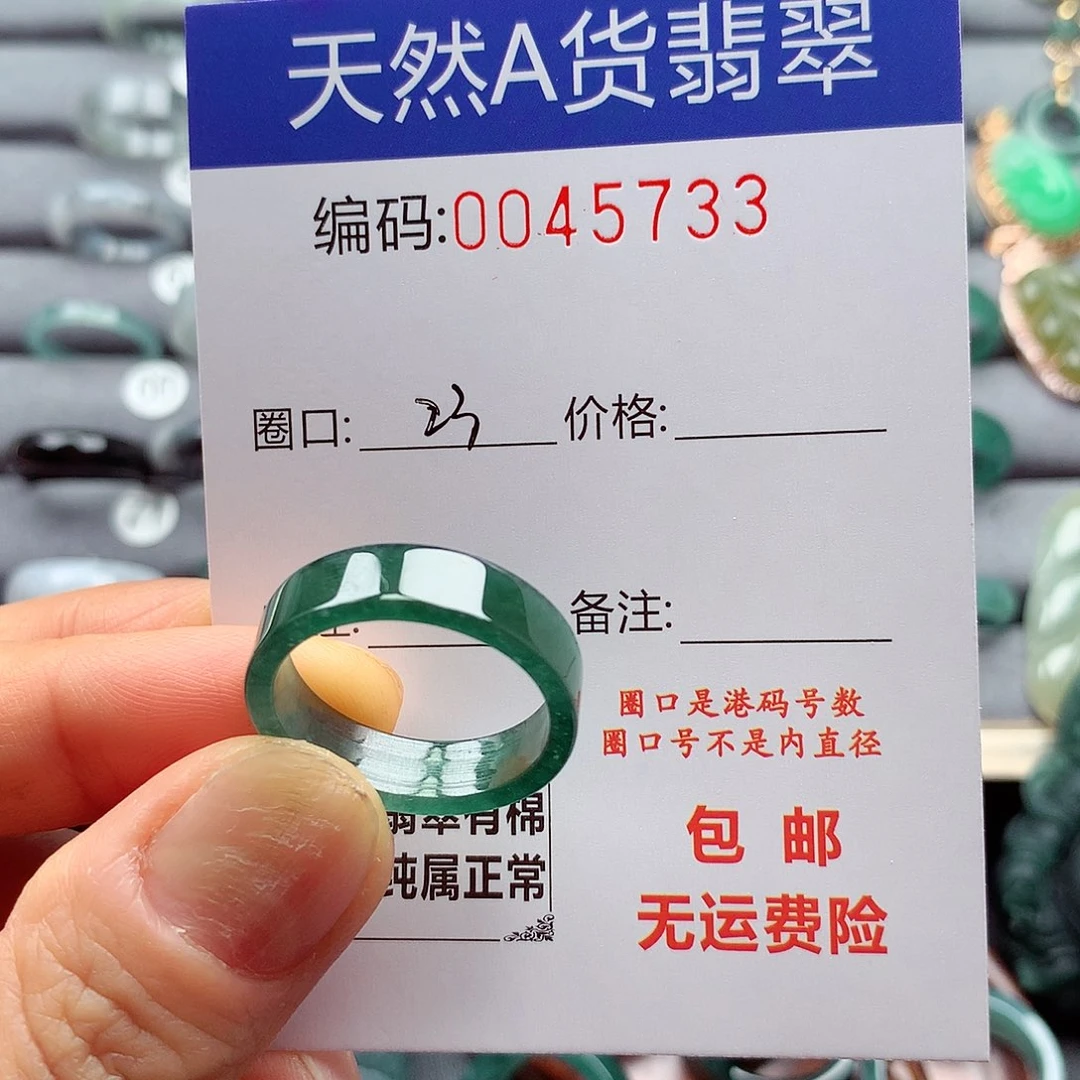 天然A货翡翠
编码:0045733
圈口: 价格:
备注:
圈口是港码号数
圈口号不是内直径
翡翠有棉
纯属正常
包邮
无运费险